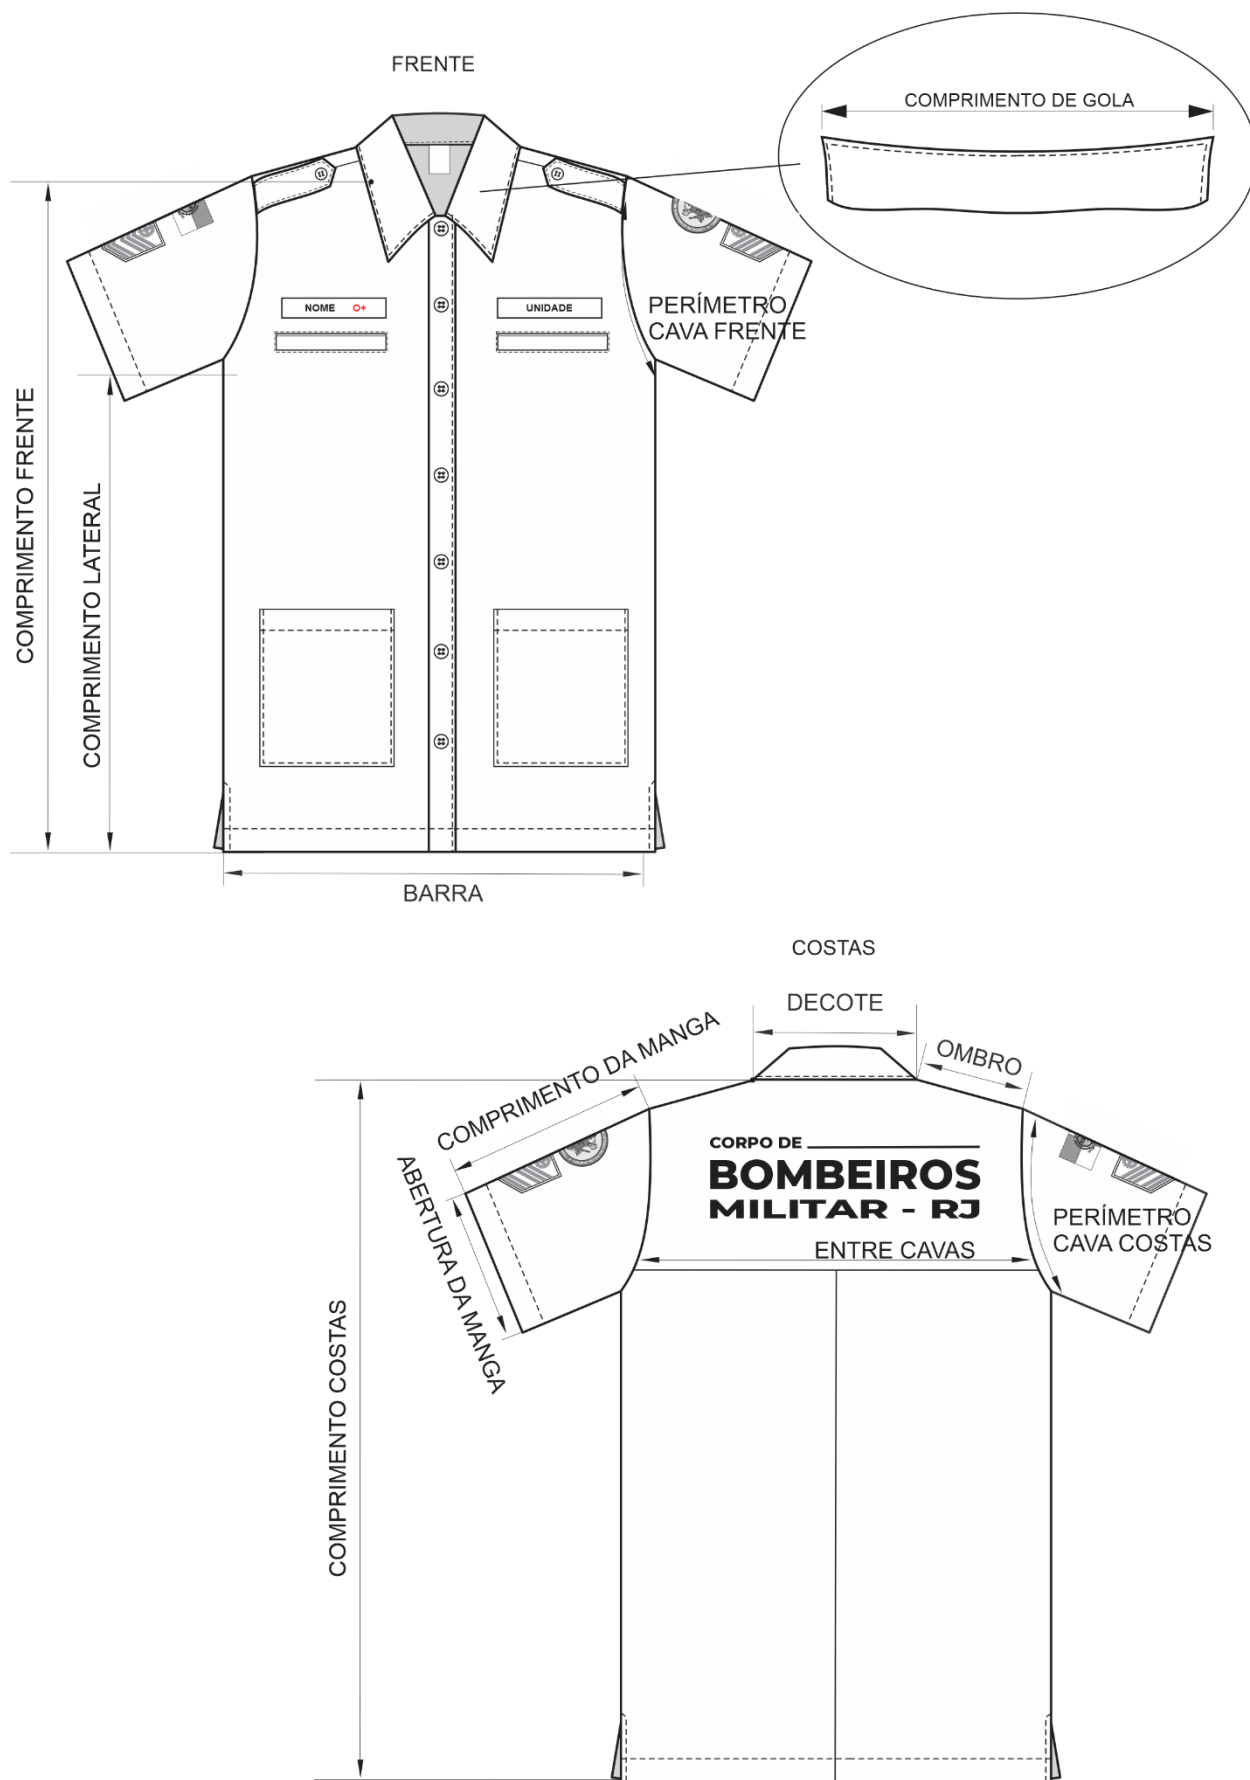 FRENTE
COMPRIMENTO DE GOLA
NOME O+
UNIDADE
PERÍMETRO
CAVA FRENTE
COMPRIMENTO FRENTE
COMPRIMENTO LATERAL
BARRA
COSTAS
DECOTE
COMPRIMENTO DA MANGA
OMBRO
ABERTURA DA MANGA
CORPO DE
BOMBEIROS
MILITAR - RJ
PERÍMETRO
CAVA COSTAS
ENTRE CAVAS
COMPRIMENTO COSTAS